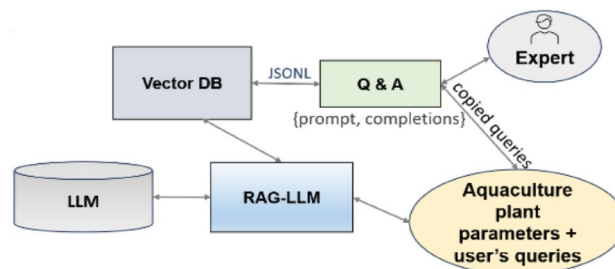 Expert
Vector DB
JSONL
Q & A
{prompt, completions}
copied queries
LLM
RAG-LLM
Aquaculture
plant
parameters +
user's queries